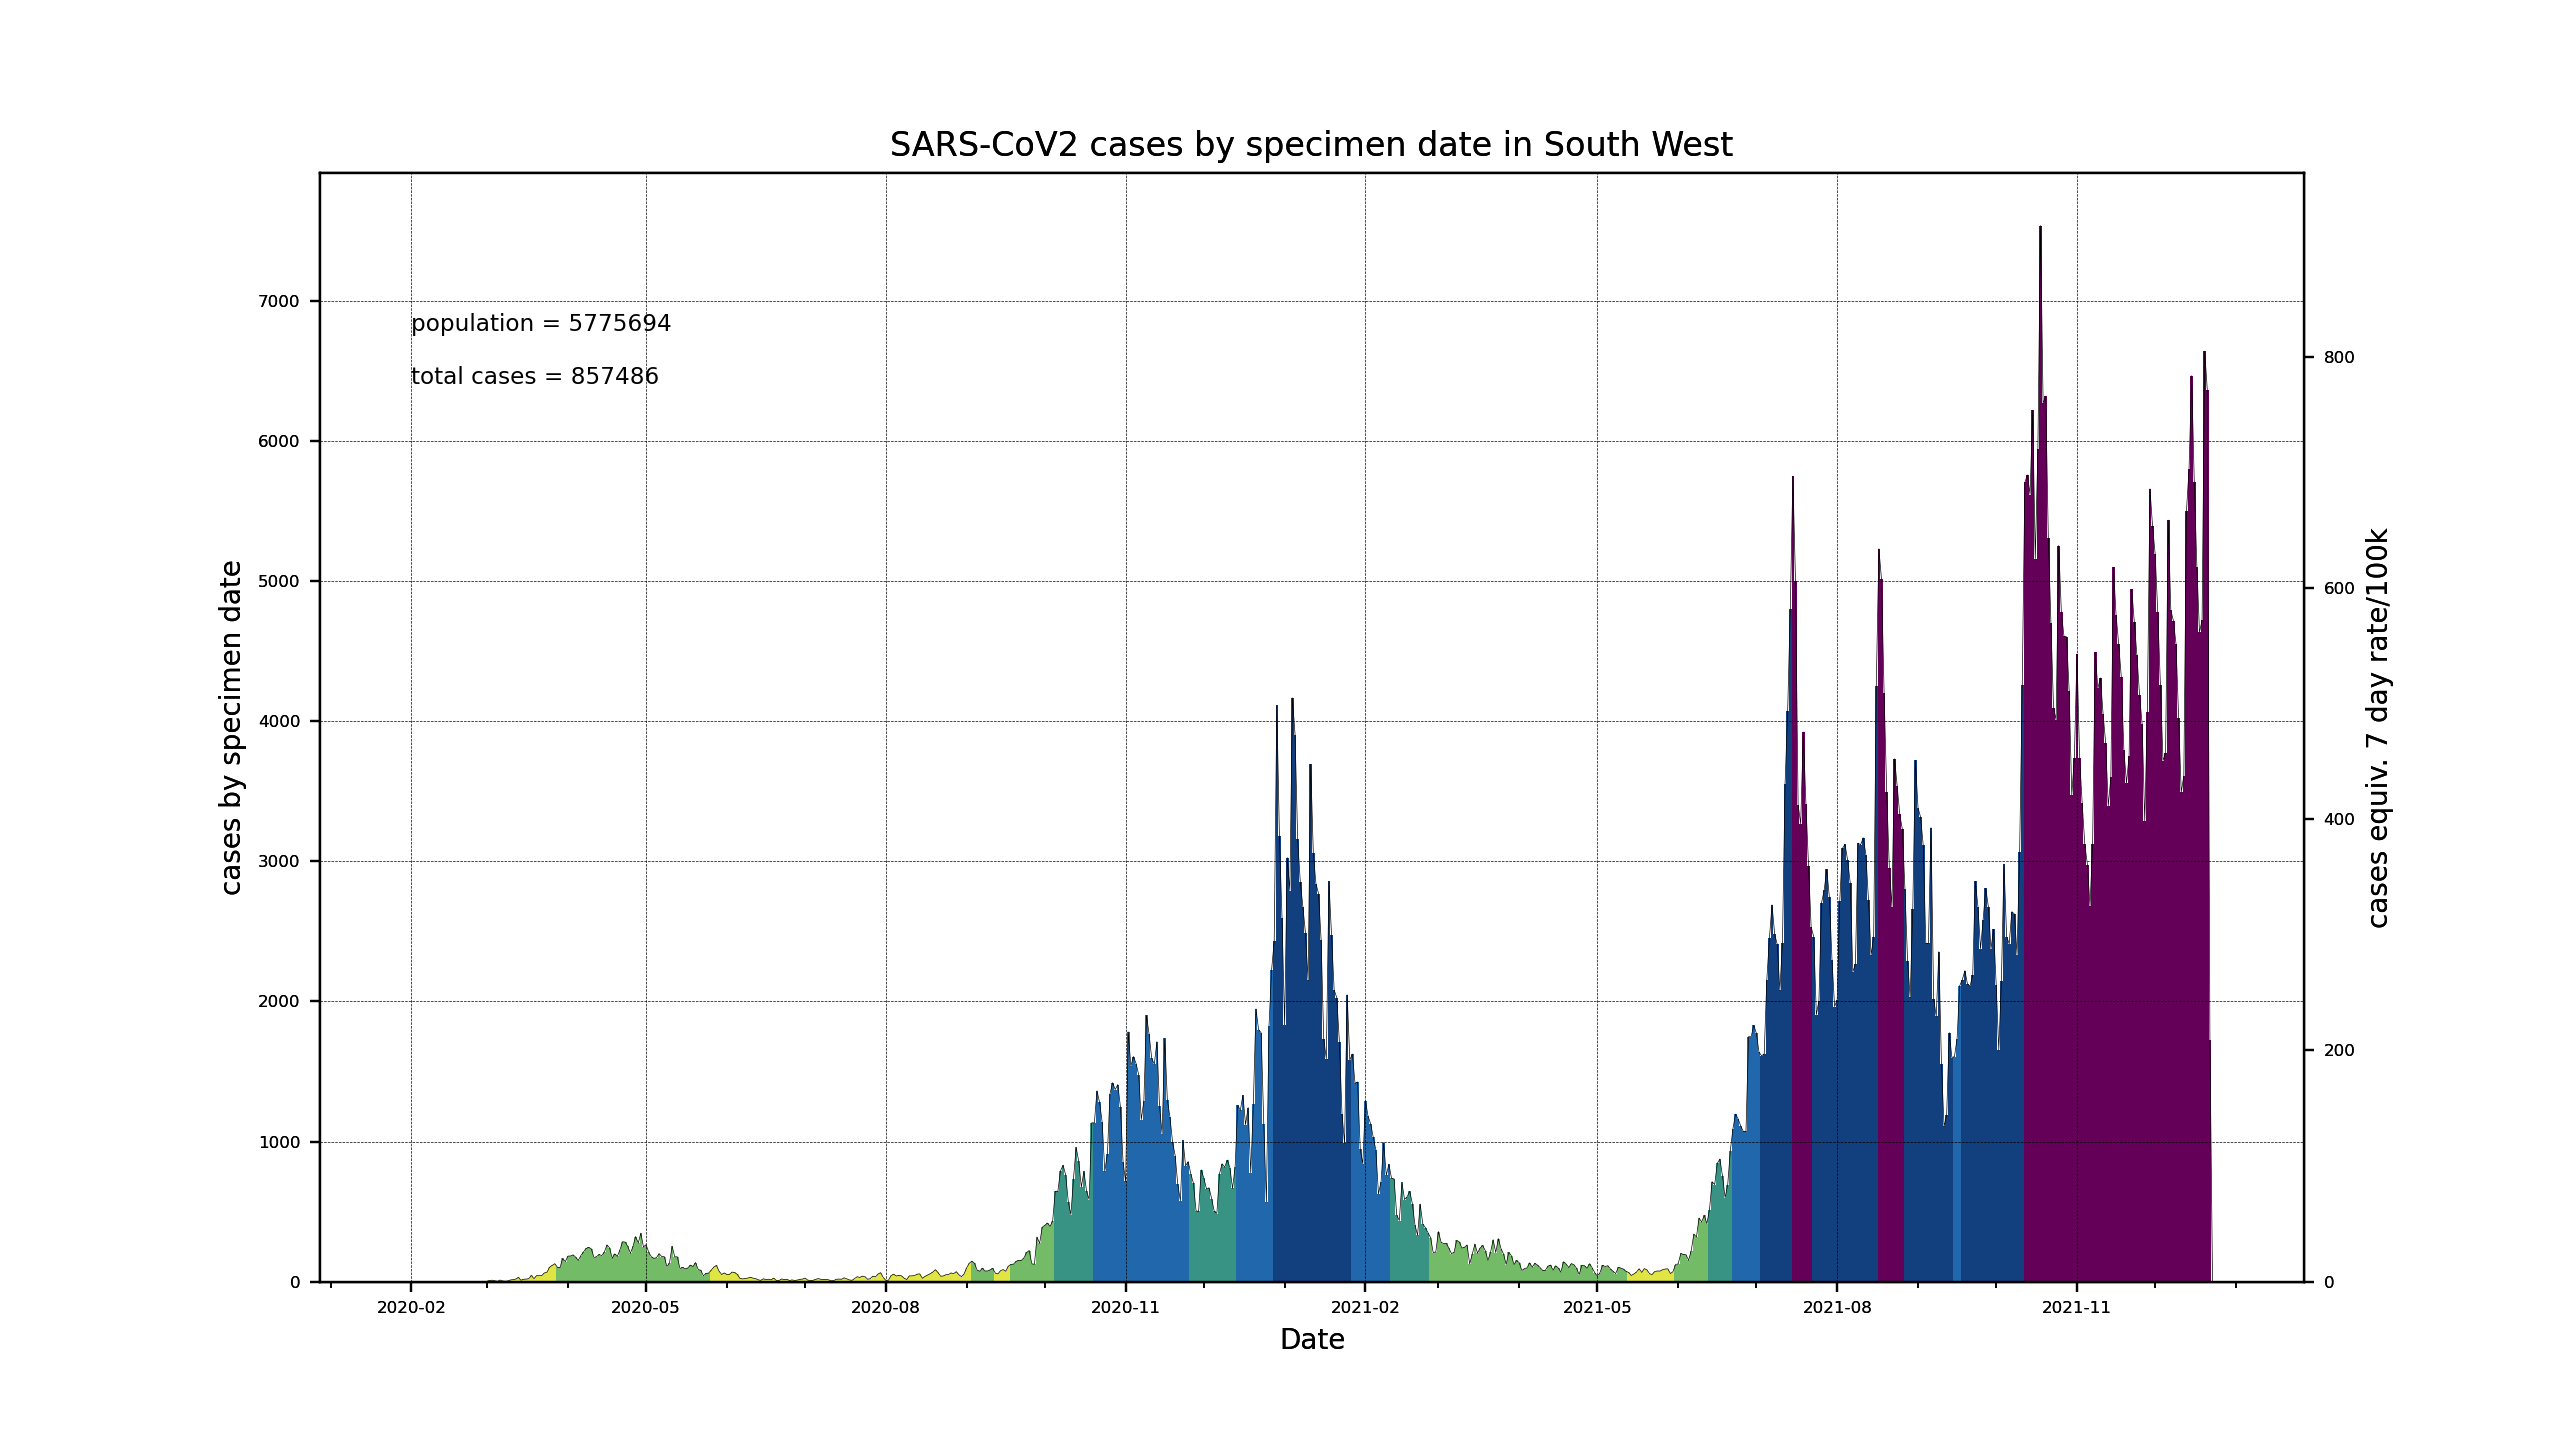 SARS-CoV2 cases by specimen date in South West
population = 5775694
total cases = 857486
cases by specimen date
7000
6000
5000
4000
3000
2000
1000
0
800
600
400
200
0
cases equiv. 7 day rate/100k
2020-02 2020-05 2020-08 2020-11 2021-02 2021-05 2021-08 2021-11
Date